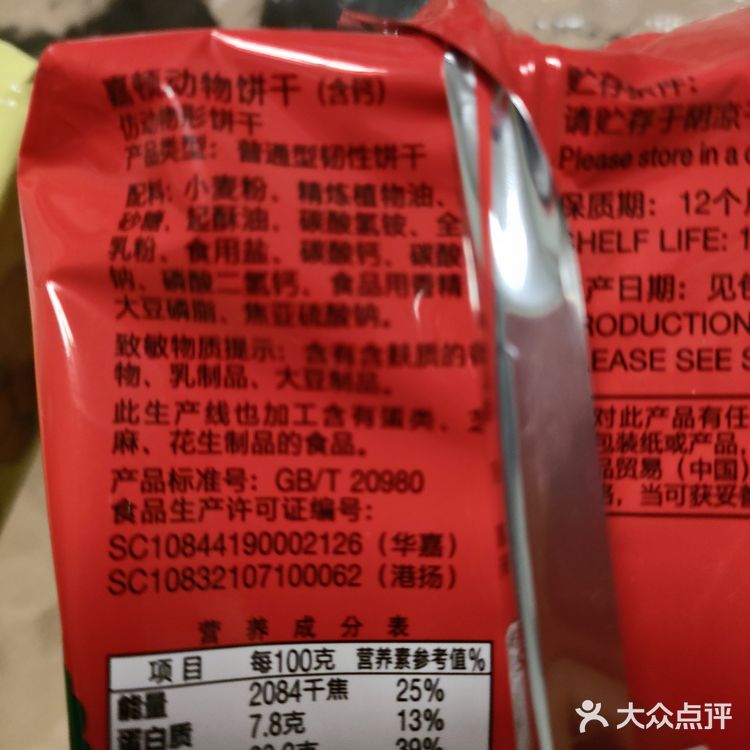 嘉顿动物饼干（含钙）
仿动物形饼干
产品类型：普通型韧性饼干
配料：小麦粉、精炼植物油、
砂糖、起酥油、碳酸氢铵、全
乳粉、食用盐、碳酸钙、碳酸
钠、磷酸二氢钙、食品用香精
大豆磷脂、焦亚硫酸钠。
致敏物质提示：含有含麸质的
物、乳制品、大豆制品。
此生产线也加工含有蛋类、芝
麻、花生制品的食品。
产品标准号：GB/T 20980
食品生产许可证编号：
SC10844190002126（华嘉）
SC10832107100062（港扬）
营养成分表
项目 每100克 营养素参考值%
能量 2084千焦 25%
蛋白质 7.8克 13%
39%
贮存条件：
请贮存于阴凉
Please store in a
保质期：12个
SHELF LIFE: 1
产日期：见包
RODUCTION
EASE SEE S
对此产品有任
包装纸或产品，
品贸易（中国）
，当可获妥
大众点评